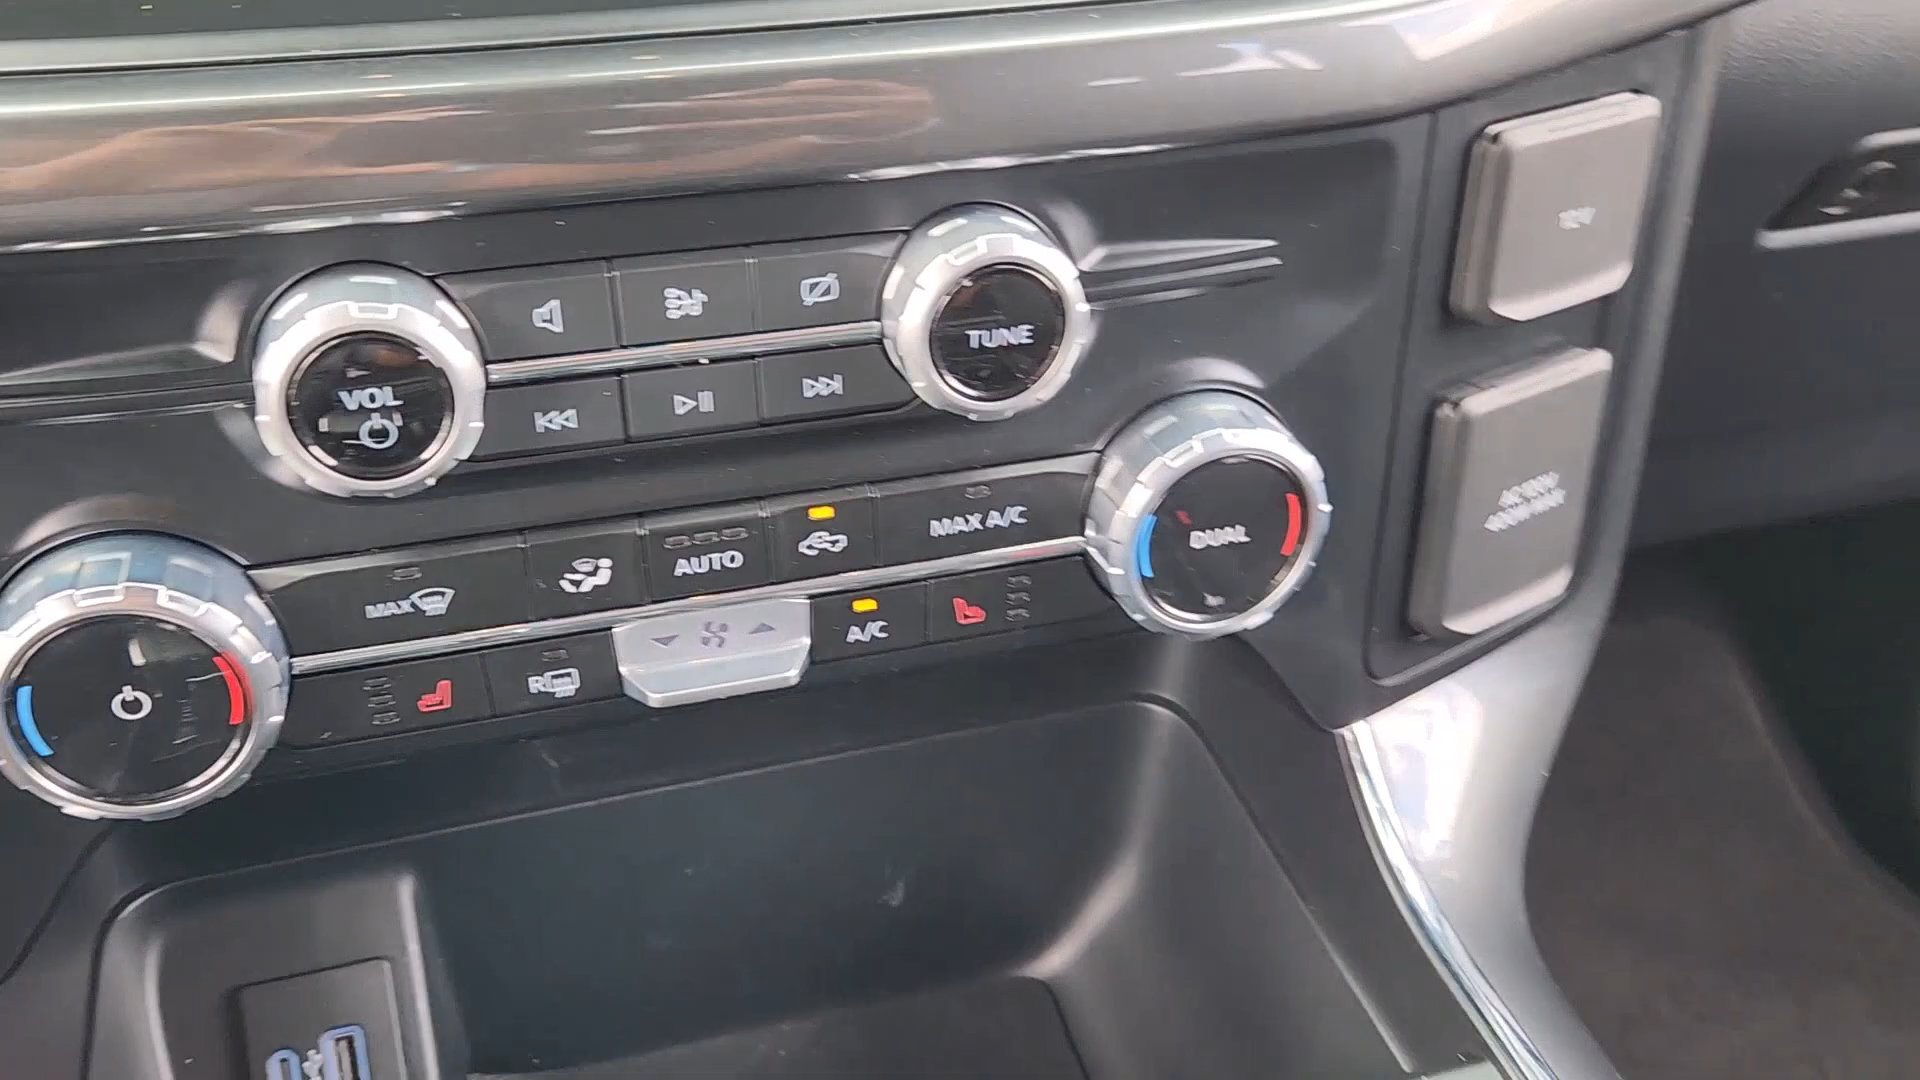 VOL
TUNE
MAX
AUTO
MAX A/C
DUAL
R
A/C